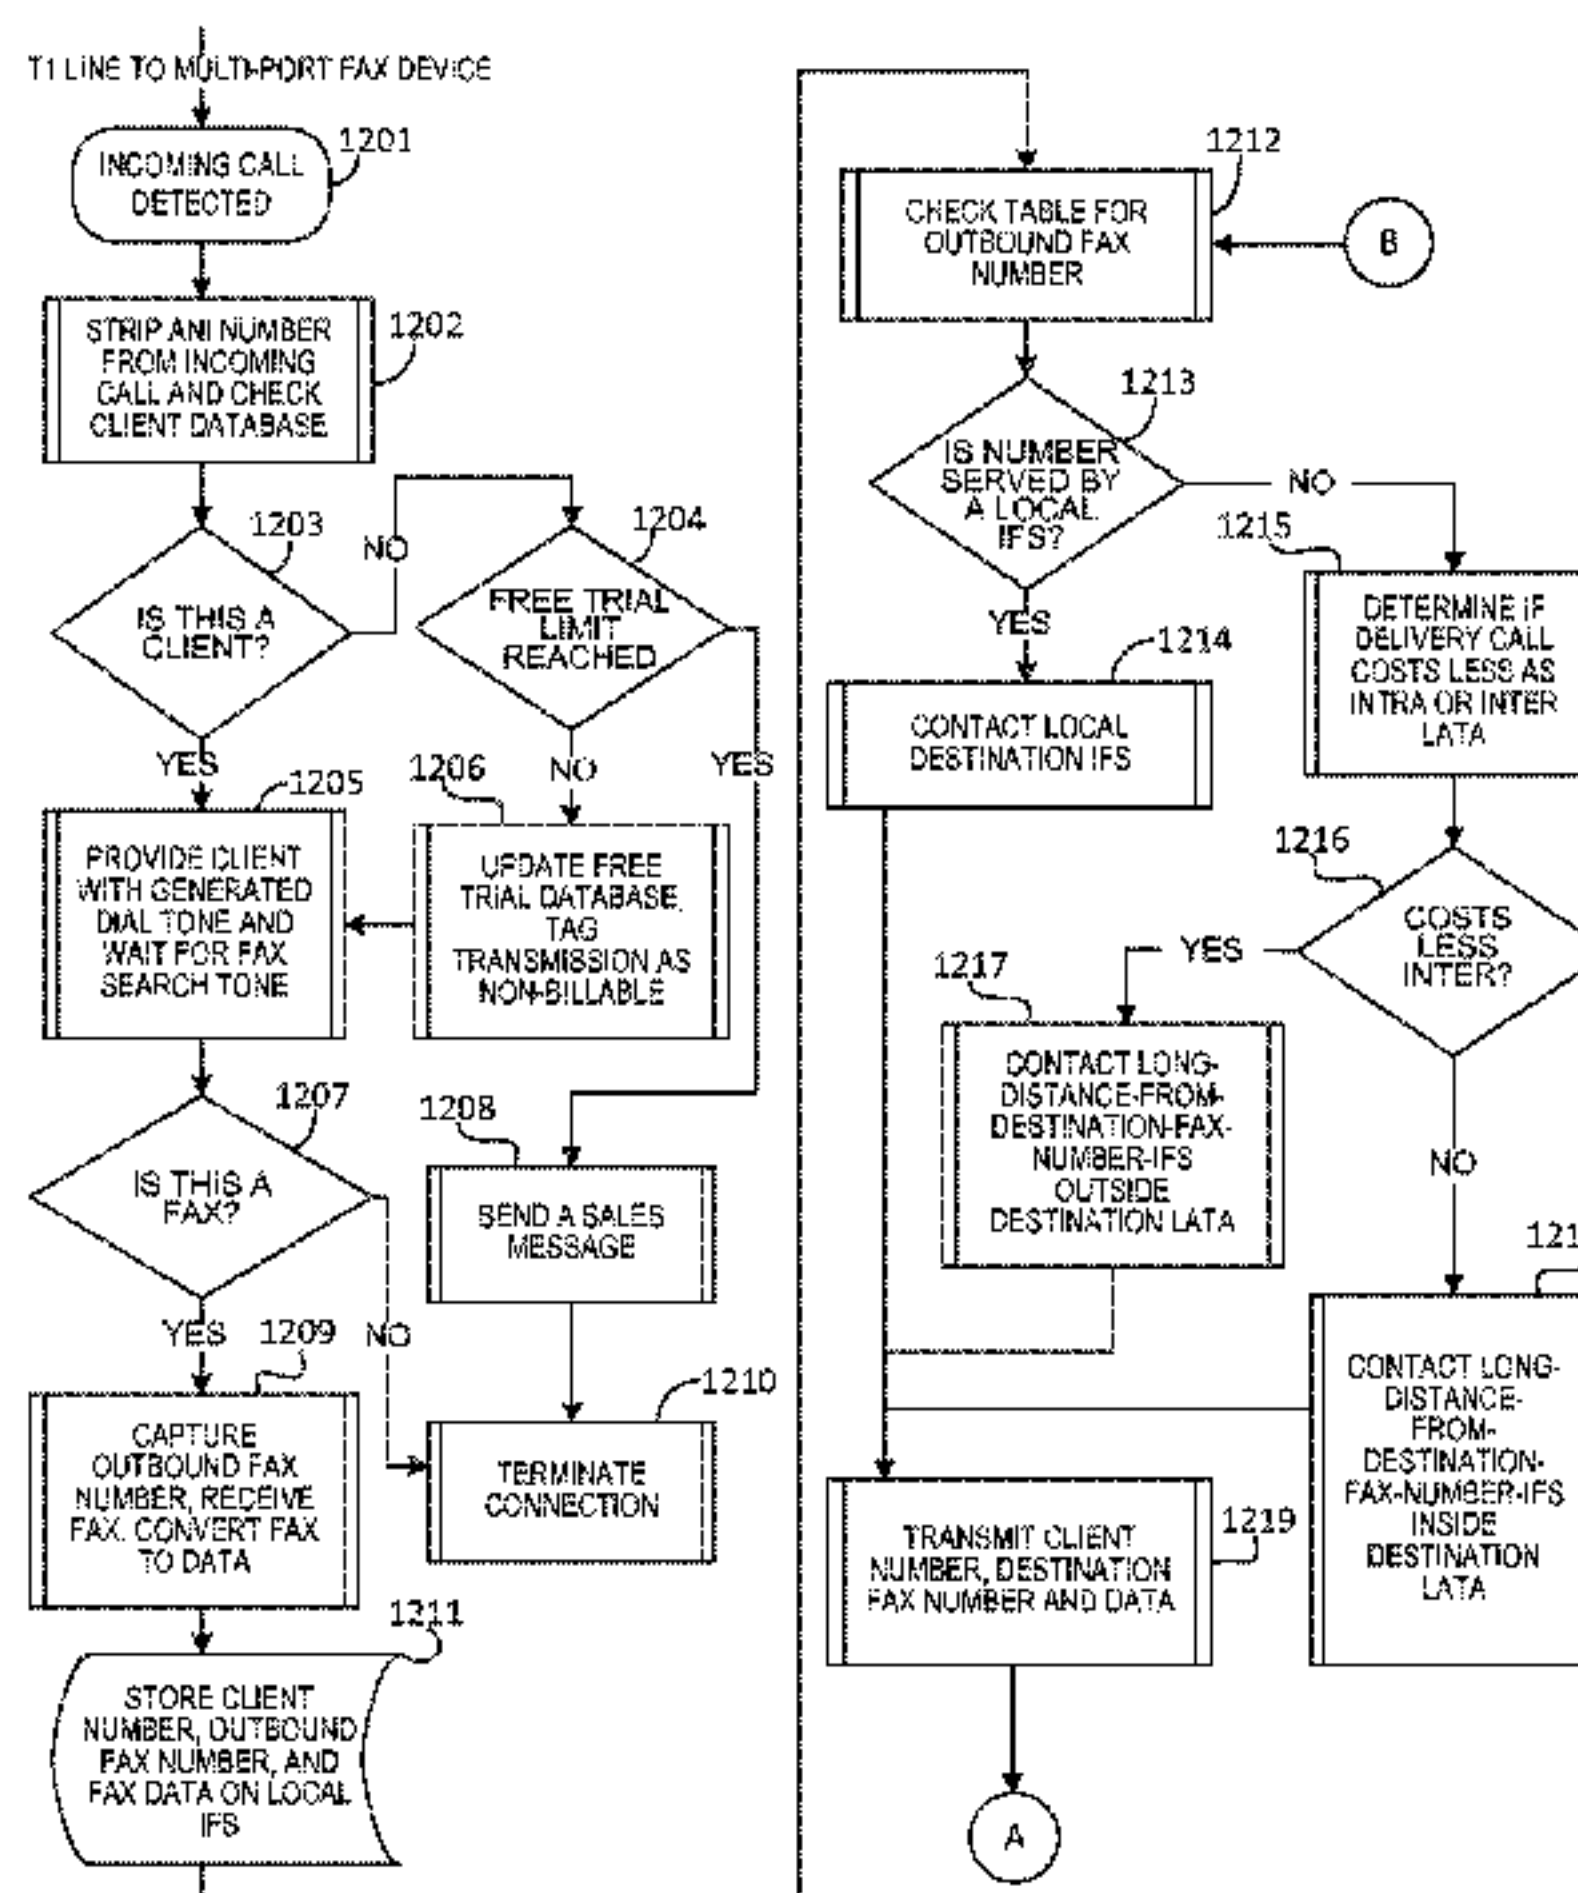 T1 LINE TO MULTI-PORT FAX DEVICE
1201
INCOMING CALL
DETECTED
1202
STRIP ANI NUMBER
FROM INCOMING
CALL AND CHECK
CLIENT DATABASE
1203
IS THIS A
CLIENT?
NO
YES
1204
FREE TRIAL
LIMIT
REACHED
NO
YES
1205
PROVIDE CLIENT
WITH GENERATED
DIAL TONE AND
WAIT FOR FAX
SEARCH TONE
1206
UPDATE FREE
TRIAL DATABASE,
TAG
TRANSMISSION AS
NON-BILLABLE
1207
IS THIS A
FAX?
YES
NO
1208
SEND A SALES
MESSAGE
1209
CAPTURE
OUTBOUND FAX
NUMBER, RECEIVE
FAX, CONVERT FAX
TO DATA
1210
TERMINATE
CONNECTION
1211
STORE CLIENT
NUMBER, OUTBOUND
FAX NUMBER, AND
FAX DATA ON LOCAL
IFS
1212
CHECK TABLE FOR
OUTBOUND FAX
NUMBER
B
1213
IS NUMBER
SERVED BY
A LOCAL
IFS?
NO
YES
1214
CONTACT LOCAL
DESTINATION IFS
1215
DETERMINE IF
DELIVERY CALL
COSTS LESS AS
INTRA OR INTER
LATA
1216
COSTS
LESS
INTER?
YES
NO
1217
CONTACT LONG-
DISTANCE-FROM-
DESTINATION-FAX-
NUMBER-IFS
OUTSIDE
DESTINATION LATA
121
CONTACT LONG-
DISTANCE-
FROM-
DESTINATION-
FAX-NUMBER-IFS
INSIDE
DESTINATION
LATA
1219
TRANSMIT CLIENT
NUMBER, DESTINATION
FAX NUMBER AND DATA
A